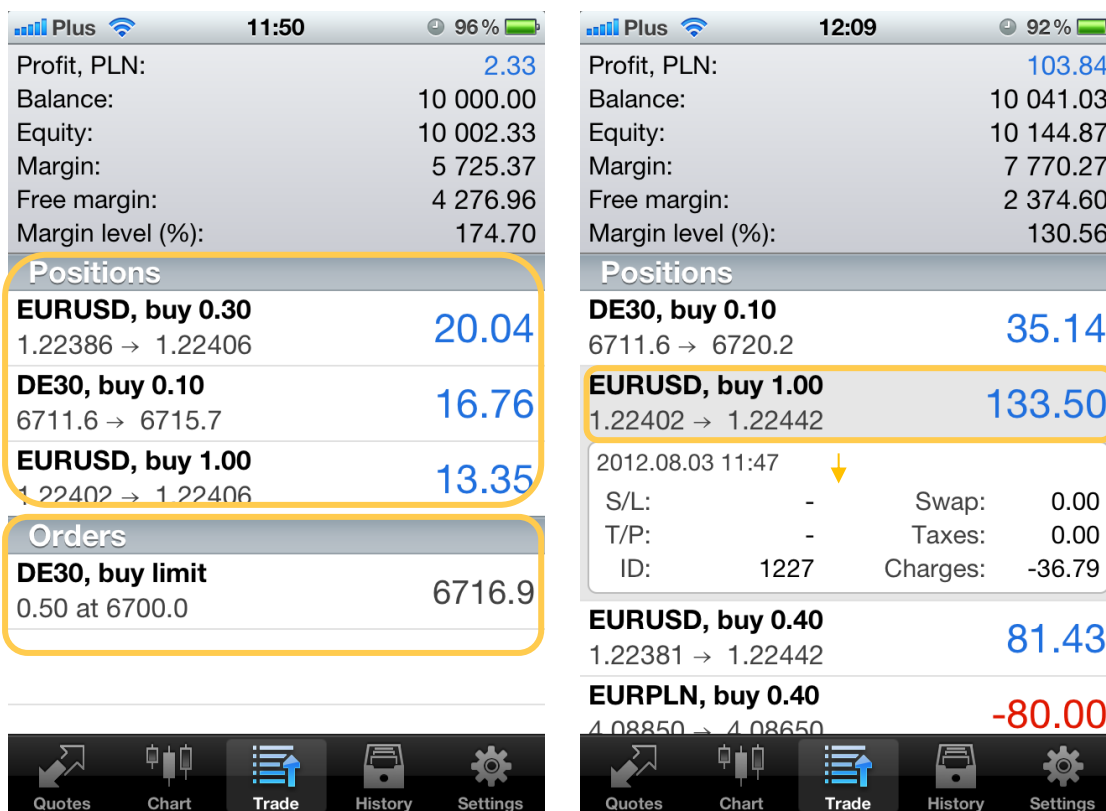 Plus 11:50 96%
Profit, PLN: 2.33
Balance: 10 000.00
Equity: 10 002.33
Margin: 5 725.37
Free margin: 4 276.96
Margin level (%): 174.70
Positions
EURUSD, buy 0.30 20.04
1.22386 → 1.22406
DE30, buy 0.10 16.76
6711.6 → 6715.7
EURUSD, buy 1.00 13.35
1.22402 → 1.22406
Orders
DE30, buy limit 6716.9
0.50 at 6700.0
Quotes Chart Trade History Settings
Plus 12:09 92%
Profit, PLN: 103.84
Balance: 10 041.03
Equity: 10 144.87
Margin: 7 770.27
Free margin: 2 374.60
Margin level (%): 130.56
Positions
DE30, buy 0.10 35.14
6711.6 → 6720.2
EURUSD, buy 1.00 133.50
1.22402 → 1.22442
2012.08.03 11:47
S/L: - Swap: 0.00
T/P: - Taxes: 0.00
ID: 1227 Charges: -36.79
EURUSD, buy 0.40 81.43
1.22381 → 1.22442
EURPLN, buy 0.40 -80.00
4.08850 → 4.08650
Quotes Chart Trade History Settings